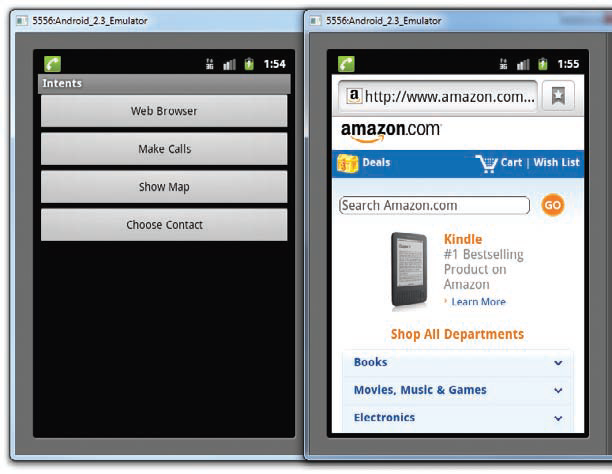 5556:Android_2.3_Emulator
3G 1:54
Intents
Web Browser
Make Calls
Show Map
Choose Contact
5556:Android_2.3_Emulator
3G 1:55
a http://www.amazon.com...
amazon.com
Deals Cart | Wish List
Search Amazon.com GO
Kindle
#1 Bestselling
Product on
Amazon
Learn More
Shop All Departments
Books
Movies, Music & Games
Electronics